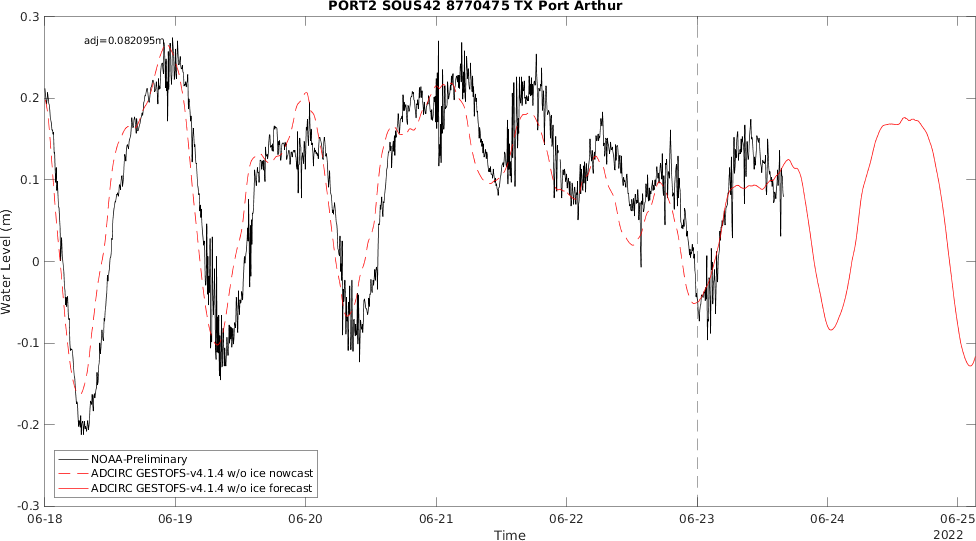 PORT2 SOUS42 8770475 TX Port Arthur
0.3
adj=0.082095m
0.2
0.1
0
-0.1
-0.2
-0.3
Water Level (m)
NOAA-Preliminary
ADCIRC GESTOFS-v4.1.4 w/o ice nowcast
ADCIRC GESTOFS-v4.1.4 w/o ice forecast
06-18 06-19 06-20 06-21 06-22 06-23 06-24 06-25
Time
2022